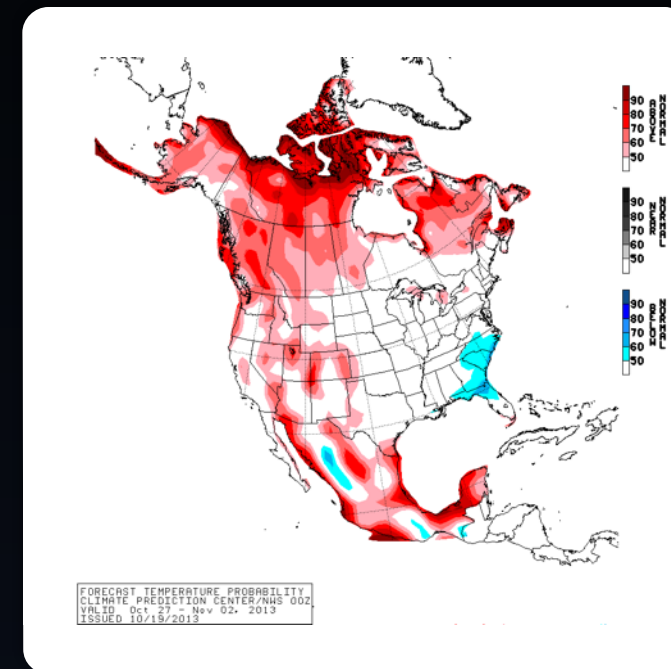 90
80
70
60
50
ABOVE
NORMAL
90
80
70
60
50
NEAR
NORMAL
90
80
70
60
50
BELOW
NORMAL
FORECAST TEMPERATURE PROBABILITY
CLIMATE PREDICTION CENTER/NWS 00Z
VALID Oct 27 - Nov 02, 2013
ISSUED 10/19/2013